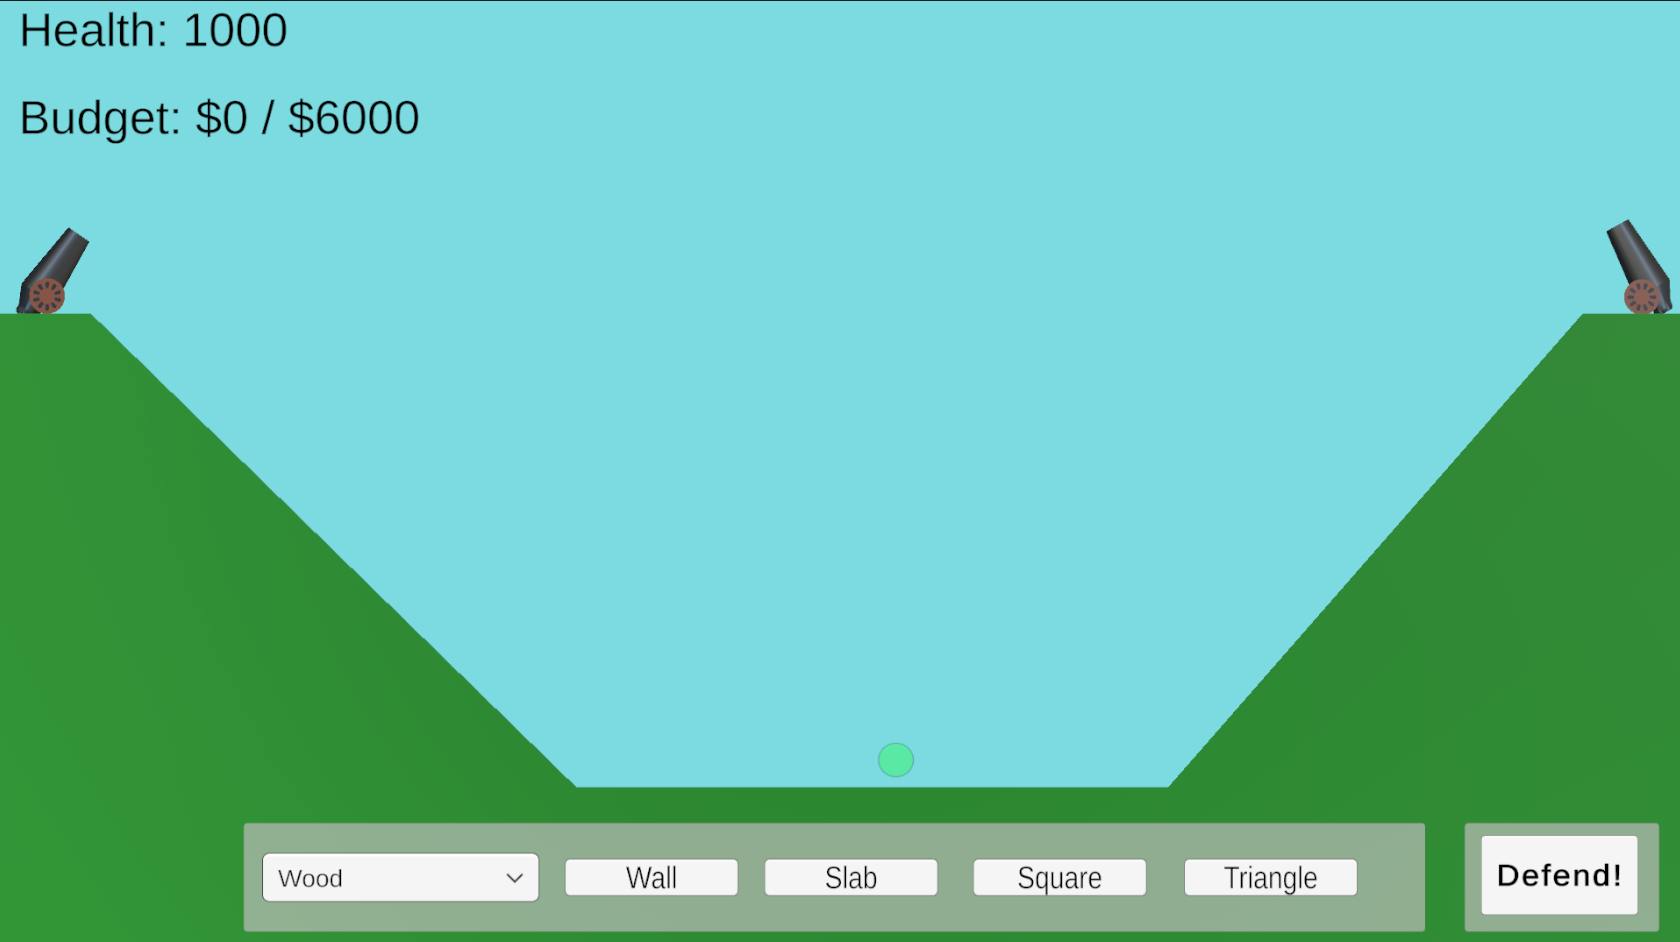 Health: 1000
Budget: $0 / $6000
Wood
Wall
Slab
Square
Triangle
Defend!